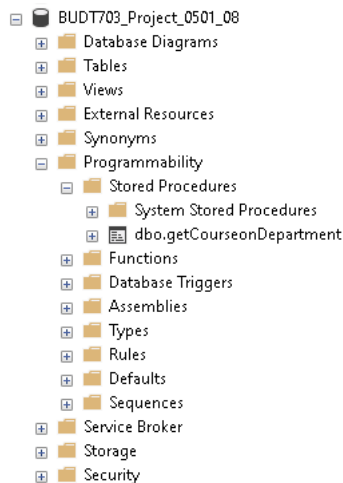 BUDT703_Project_0501_08
Database Diagrams
Tables
Views
External Resources
Synonyms
Programmability
Stored Procedures
System Stored Procedures
dbo.getCourseonDepartment
Functions
Database Triggers
Assemblies
Types
Rules
Defaults
Sequences
Service Broker
Storage
Security